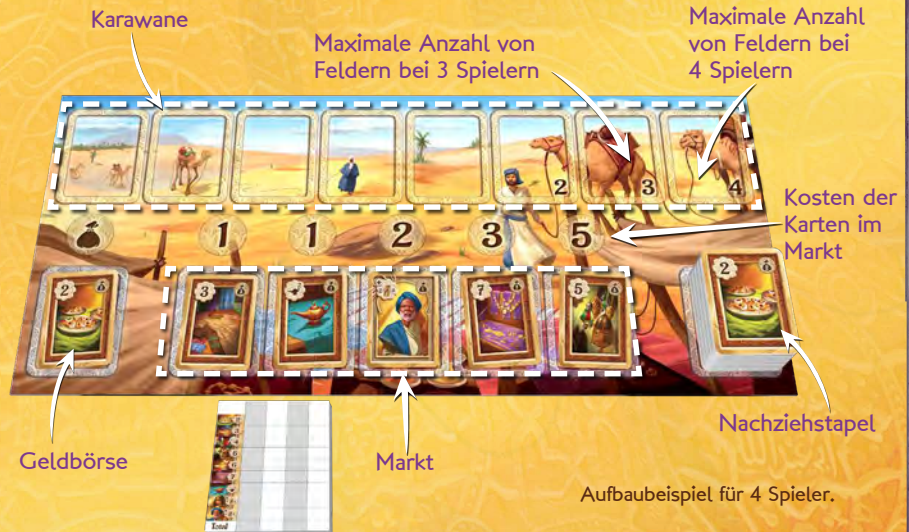 Karawane
Maximale Anzahl von
Feldern bei 3 Spielern
Maximale Anzahl
von Feldern bei
4 Spielern
2
3
4
1
1
2
3
5
Kosten der
Karten im
Markt
2
3
7
5
2
Geldbörse
Markt
Nachziehstapel
Total
Aufbaubeispiel für 4 Spieler.